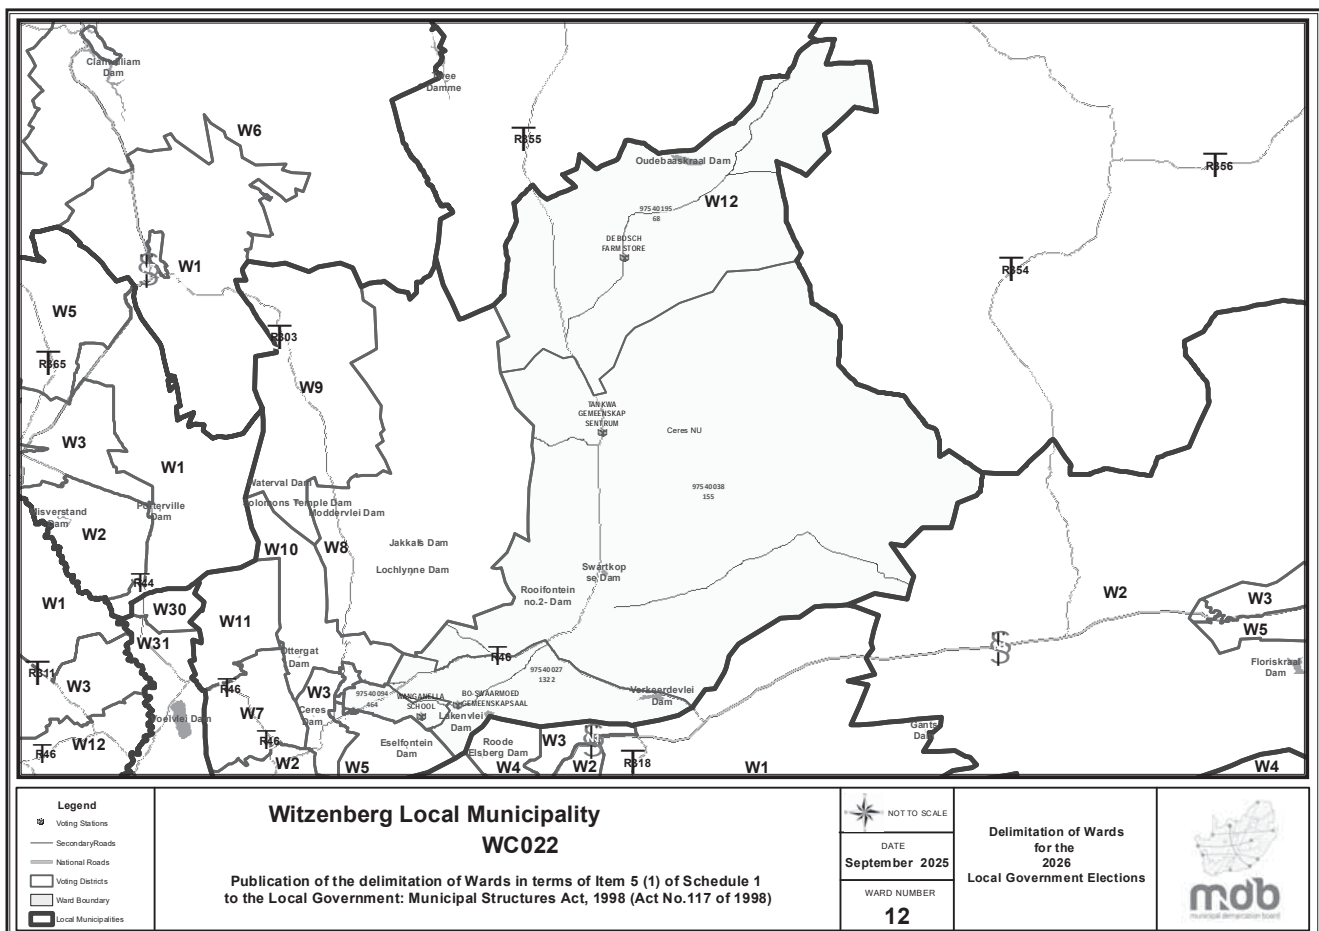 Clanwilliam
Dam
Damme
W6
R355
Oudebaaskraal Dam
R356
W12
97540195
68
DE BOSCH
FARM STORE
W1
R354
W5
R303
R365
W9
TANKWA
GEMEENSKAP
SENTRUM
Ceres NU
W3
W1
Waterval Dam
Solomons Temple Dam
Moddervlei Dam
97540038
155
Porterville
Dam
Misverstand
Dam
W2
W10
W8
Jakkals Dam
Lochlynne Dam
Swartkop
se Dam
R44
Rooifontein
no.2- Dam
W2
W1
W30
W11
W3
W31
W5
Ottergat
Dam
R46
Floriskraal
Dam
R311
W3
R46
W3
97540027
1322
97540094
464
WANGANELLA
SCHOOL
BO-SWAARMOED
GEMEENSKAPSAAL
Verkeerdevlei
Dam
W7
Ceres
Dam
Lakenvlei
Dam
Voelvlei Dam
Gants
Dam
W12
R46
R46
Eselfontein
Dam
Roode
Elsberg Dam
W3
W2
W5
W4
W2
R318
W1
W4
Legend
Voting Stations
SecondaryRoads
National Roads
Voting Districts
Ward Boundary
Local Municipalities
Witzenberg Local Municipality
WC022
Publication of the delimitation of Wards in terms of Item 5 (1) of Schedule 1
to the Local Government: Municipal Structures Act, 1998 (Act No.117 of 1998)
NOT TO SCALE
DATE
September 2025
WARD NUMBER
12
Delimitation of Wards
for the
2026
Local Government Elections
mdb
municipal demarcation board